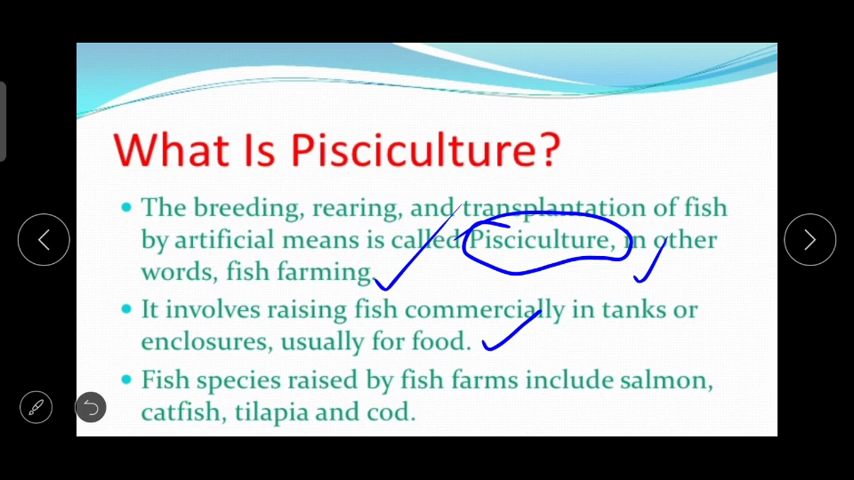 What Is Pisciculture?
• The breeding, rearing, and transplantation of fish
by artificial means is called Pisciculture, in other
words, fish farming.
• It involves raising fish commercially in tanks or
enclosures, usually for food.
• Fish species raised by fish farms include salmon,
catfish, tilapia and cod.